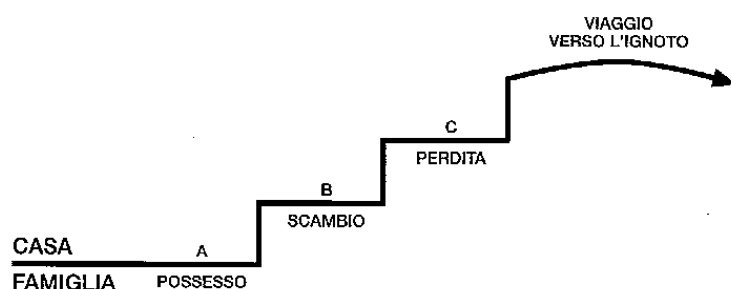 VIAGGIO
VERSO L'IGNOTO
C
PERDITA
B
SCAMBIO
CASA
A
FAMIGLIA
POSSESSO